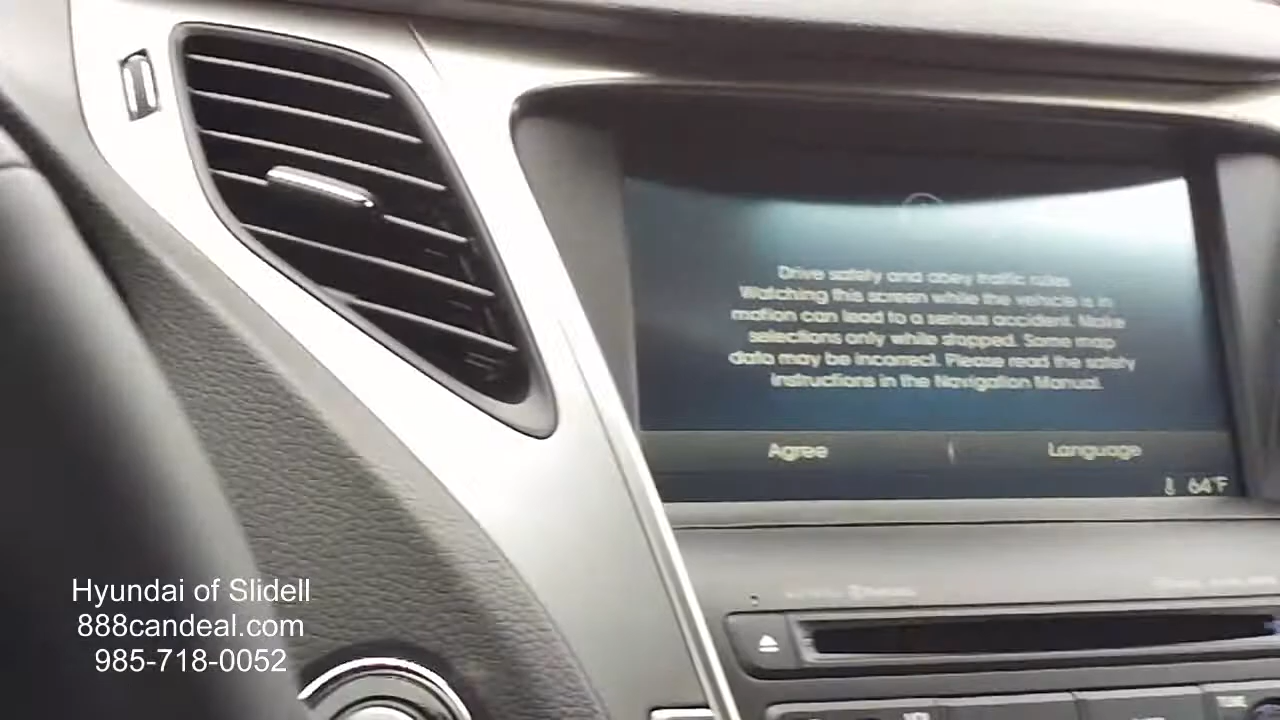 Drive safely and obey traffic rules
Watching this screen while the vehicle is in
motion can lead to a serious accident. Make
selections only while stopped. Some map
data may be incorrect. Please read the safety
instructions in the Navigation Manual.
Agree
Language
64°F
Hyundai of Slidell
888candeal.com
985-718-0052